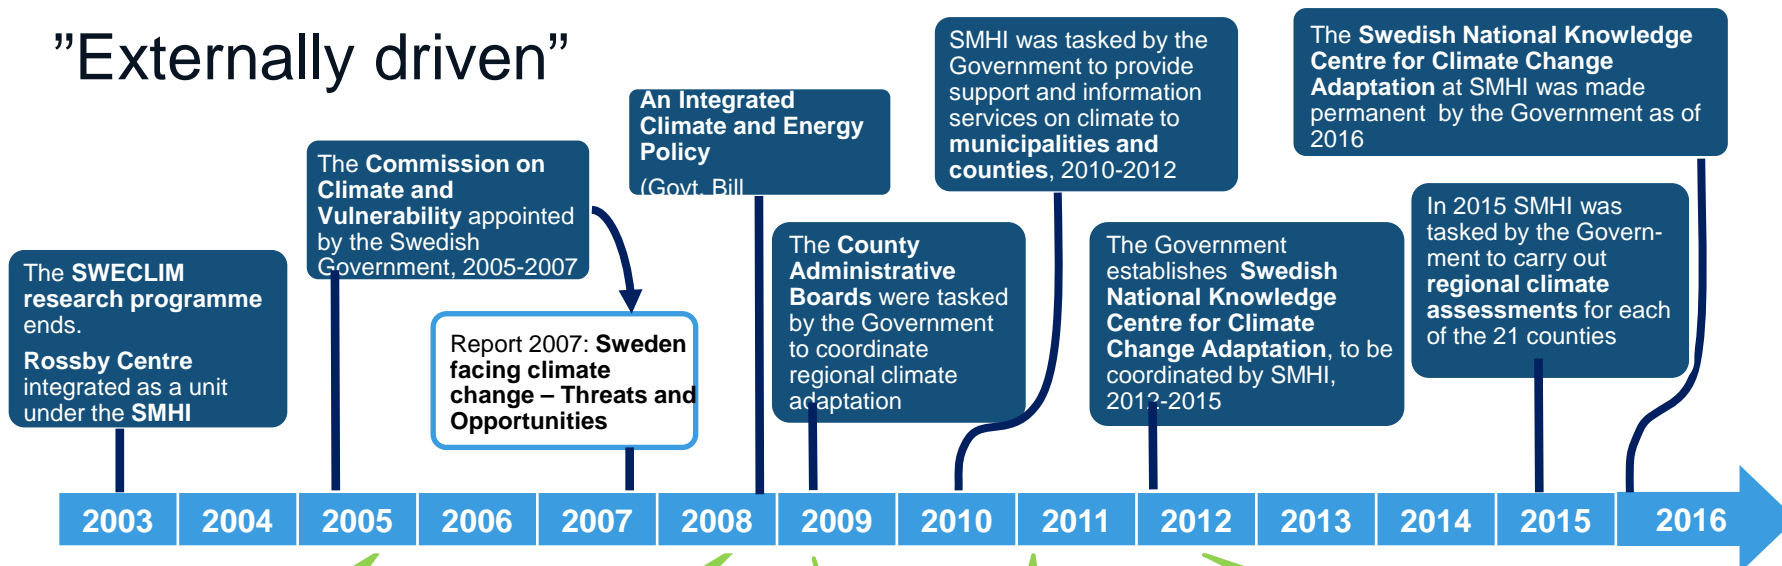 ”Externally driven”
The SWECLIM
research programme
ends.
Rossby Centre
integrated as a unit
under the SMHI
The Commission on
Climate and
Vulnerability appointed
by the Swedish
Government, 2005-2007
Report 2007: Sweden
facing climate
change – Threats and
Opportunities
An Integrated
Climate and Energy
Policy
(Govt. Bill
The County
Administrative
Boards were tasked
by the Government
to coordinate
regional climate
adaptation
SMHI was tasked by the
Government to provide
support and information
services on climate to
municipalities and
counties, 2010-2012
The Government
establishes Swedish
National Knowledge
Centre for Climate
Change Adaptation, to be
coordinated by SMHI,
2012-2015
The Swedish National Knowledge
Centre for Climate Change
Adaptation at SMHI was made
permanent by the Government as of
2016
In 2015 SMHI was
tasked by the Govern-
ment to carry out
regional climate
assessments for each
of the 21 counties
2003 2004 2005 2006 2007 2008 2009 2010 2011 2012 2013 2014 2015 2016